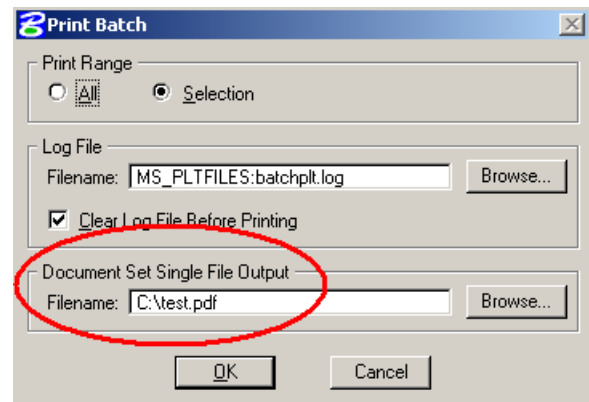 Print Batch
Print Range
All Selection
Log File
Filename: MS_PLTFILES:batchplt.log Browse...
Clear Log File Before Printing
Document Set Single File Output
Filename: C:\test.pdf Browse...
OK Cancel